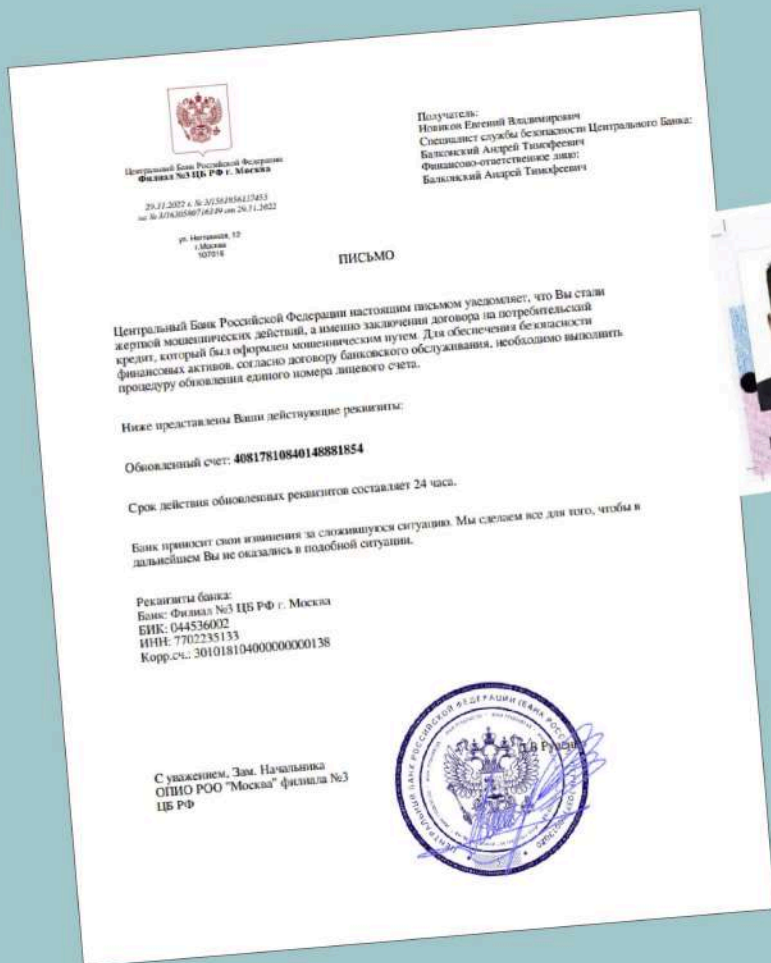 Центральный Банк Российской Федерации
Филиал №3 ЦБ РФ г. Москва
ул. Неглинная, 12
г.Москва
107016
Получатель:
Новиков Евгений Владимирович
Специалист службы безопасности Центрального Банка:
Балковский Андрей Тимофеевич
Финансово-ответственное лицо:
Балковский Андрей Тимофеевич
ПИСЬМО
Центральный Банк Российской Федерации настоящим письмом уведомляет, что Вы стали
жертвой мошеннических действий, а именно заключения договора на потребительский
кредит, который был оформлен мошенническим путем. Для обеспечения безопасности
финансовых активов, согласно договору банковского обслуживания, необходимо выполнить
процедуру обновления единого номера лицевого счета.
Ниже представлены Ваши действующие реквизиты:
Обновленный счет: 40817810840148881854
Срок действия обновленных реквизитов составляет 24 часа.
Банк приносит свои извинения за сложившуюся ситуацию. Мы сделаем все для того, чтобы в
дальнейшем Вы не оказались в подобной ситуации.
Реквизиты банка:
Банк: Филиал №3 ЦБ РФ г. Москва
БИК: 044536002
ИНН: 7702235133
Корр.сч.: 30101810400000000138
С уважением, Зам. Начальника
ОПИО РОО "Москва" филиала №3
ЦБ РФ